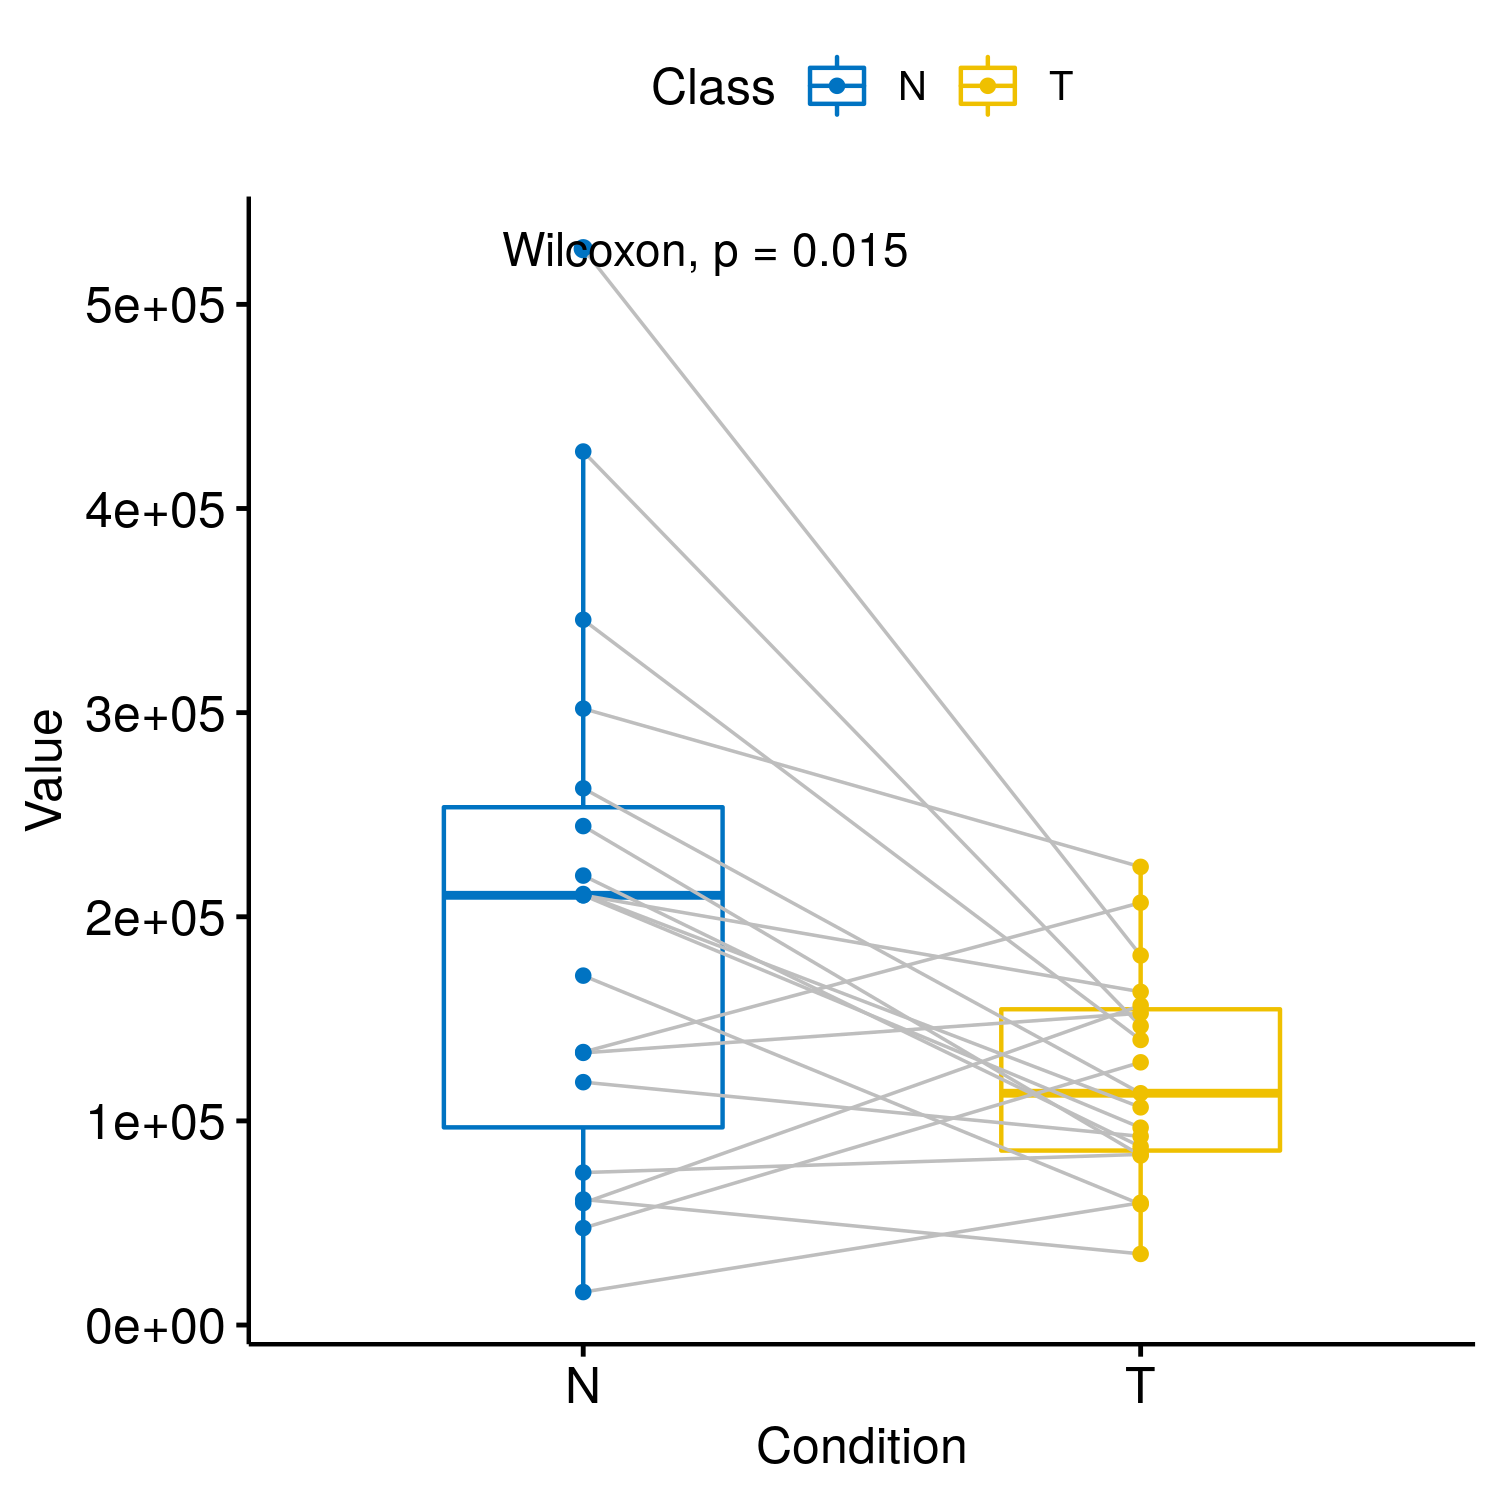 Class N T
Wilcoxon, p = 0.015
5e+05
4e+05
3e+05
2e+05
1e+05
0e+00
Value
N T
Condition